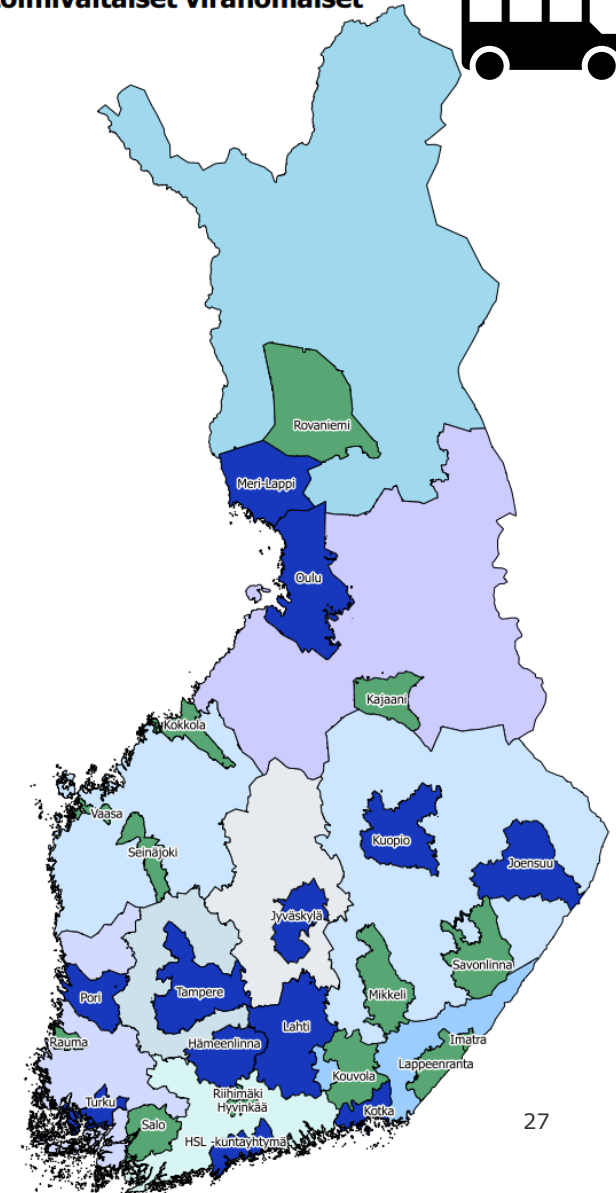 toimivaltaiset viranomaiset
Rovaniemi
Meri-Lappi
Oulu
Kajaani
Kokkola
Vaasa
Seinäjoki
Kuopio
Joensuu
Jyväskylä
Savonlinna
Pori
Tampere
Mikkeli
Lahti
Rauma
Hämeenlinna
Imatra
Lappeenranta
Kouvola
Riihimäki
Hyvinkää
Turku
Kotka
Salo
HSL -kuntayhtymä
27